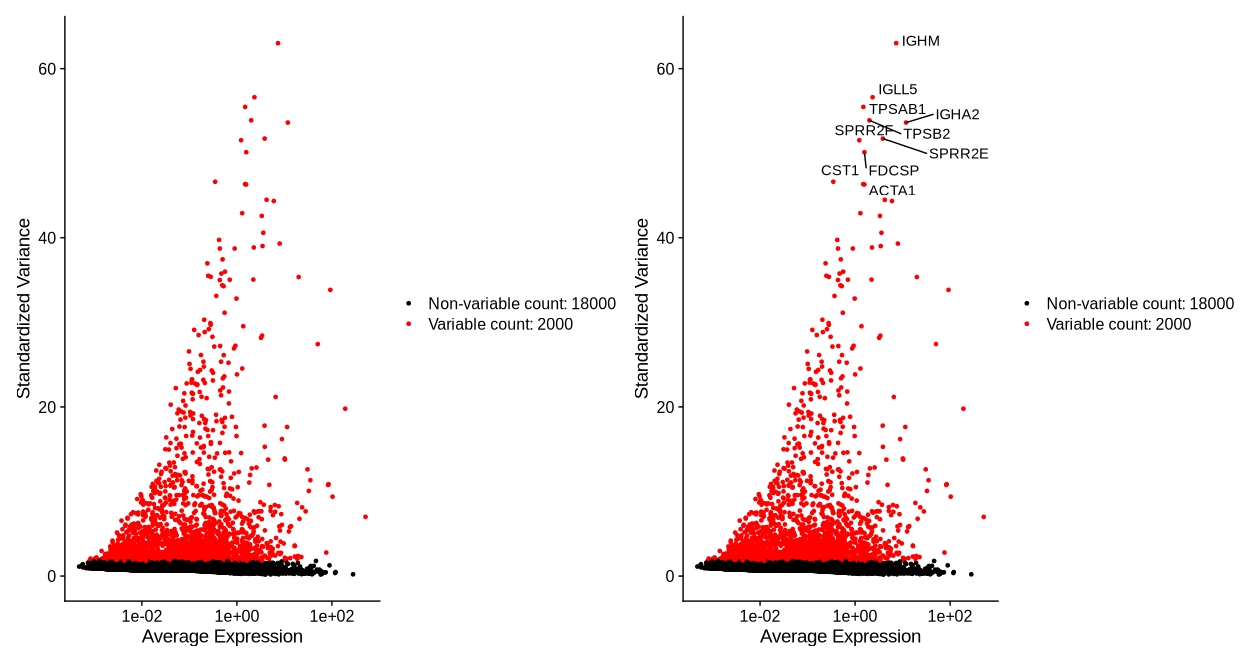 60
40
20
0
Standardized Variance
1e-02
1e+00
1e+02
Average Expression
Non-variable count: 18000
Variable count: 2000
60
40
20
0
Standardized Variance
IGHM
IGLL5
TPSAB1
IGHA2
SPRR2F
TPSB2
SPRR2E
CST1
FDCSP
ACTA1
1e-02
1e+00
1e+02
Average Expression
Non-variable count: 18000
Variable count: 2000